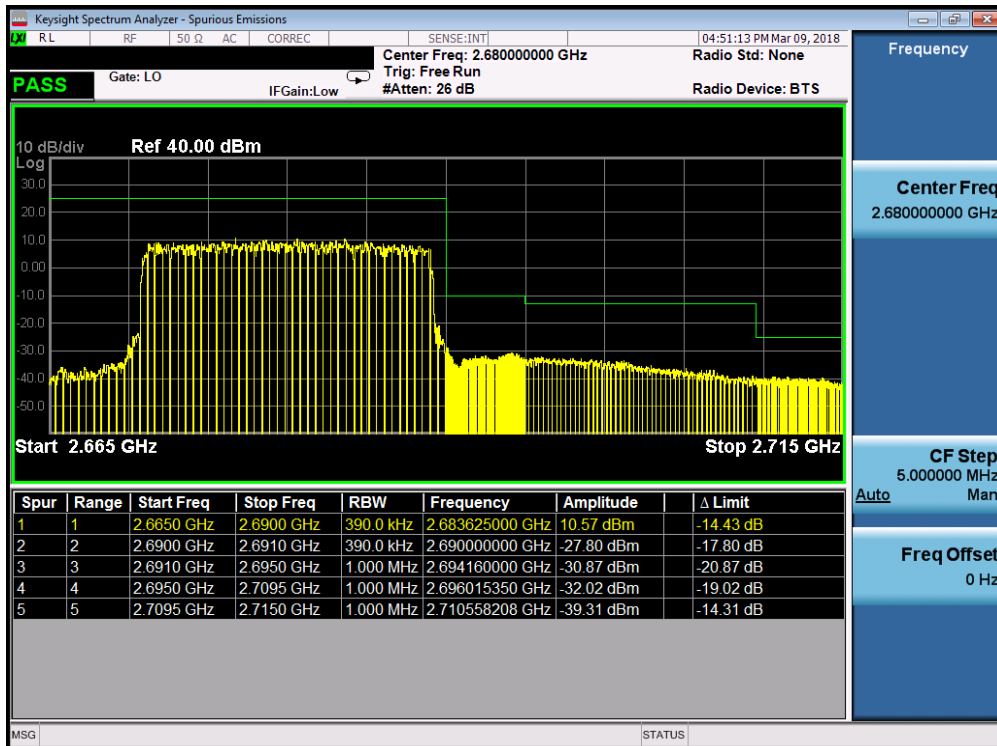 Keysight Spectrum Analyzer - Spurious Emissions
LXI RL RF 50 Ω AC CORREC SENSE:INT 04:51:13 PM Mar 09, 2018
Center Freq: 2.680000000 GHz Radio Std: None
Trig: Free Run
PASS Gate: LO IFGain:Low #Atten: 26 dB Radio Device: BTS
10 dB/div Ref 40.00 dBm
Log
30.0
20.0
10.0
0.00
-10.0
-20.0
-30.0
-40.0
-50.0
Start 2.665 GHz Stop 2.715 GHz
Spur Range Start Freq Stop Freq RBW Frequency Amplitude Δ Limit
1 1 2.6650 GHz 2.6900 GHz 390.0 kHz 2.683625000 GHz 10.57 dBm -14.43 dB
2 2 2.6900 GHz 2.6910 GHz 390.0 kHz 2.690000000 GHz -27.80 dBm -17.80 dB
3 3 2.6910 GHz 2.6950 GHz 1.000 MHz 2.694160000 GHz -30.87 dBm -20.87 dB
4 4 2.6950 GHz 2.7095 GHz 1.000 MHz 2.696015350 GHz -32.02 dBm -19.02 dB
5 5 2.7095 GHz 2.7150 GHz 1.000 MHz 2.710558208 GHz -39.31 dBm -14.31 dB
MSG STATUS
Frequency
Center Freq
2.680000000 GHz
CF Step
5.000000 MHz
Auto Man
Freq Offset
0 Hz